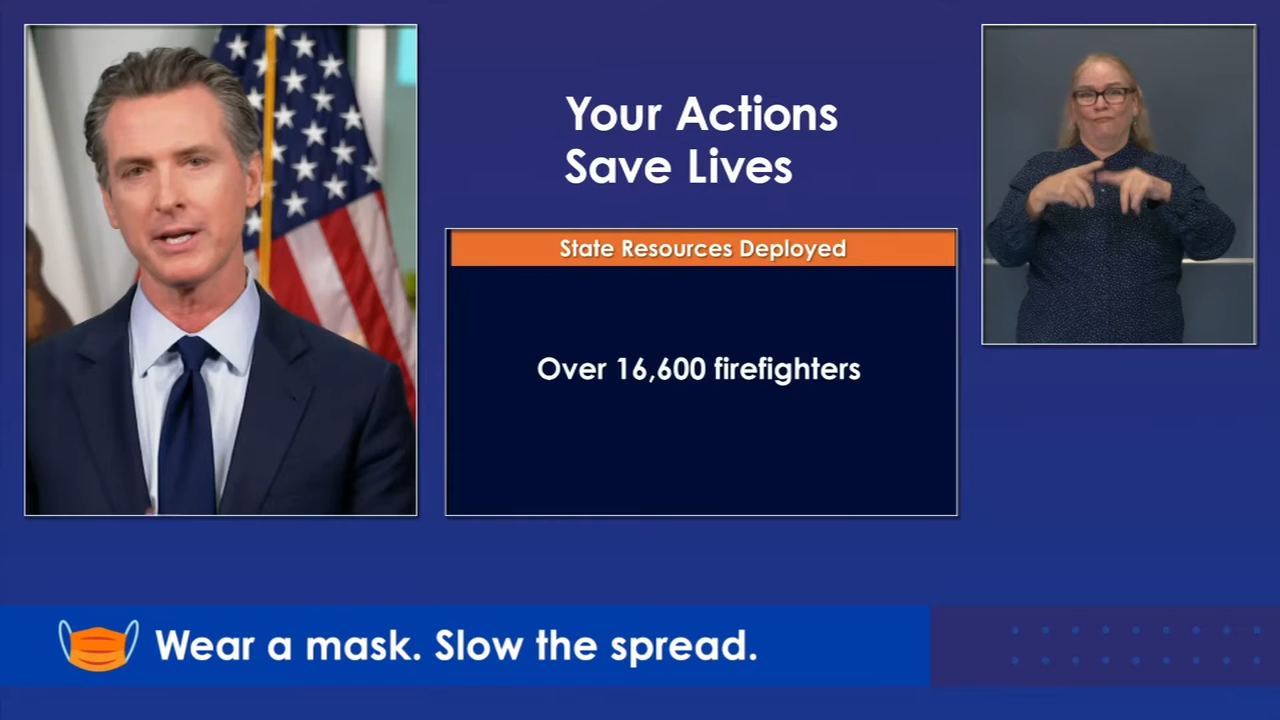 Your Actions
Save Lives
State Resources Deployed
Over 16,600 firefighters
Wear a mask. Slow the spread.